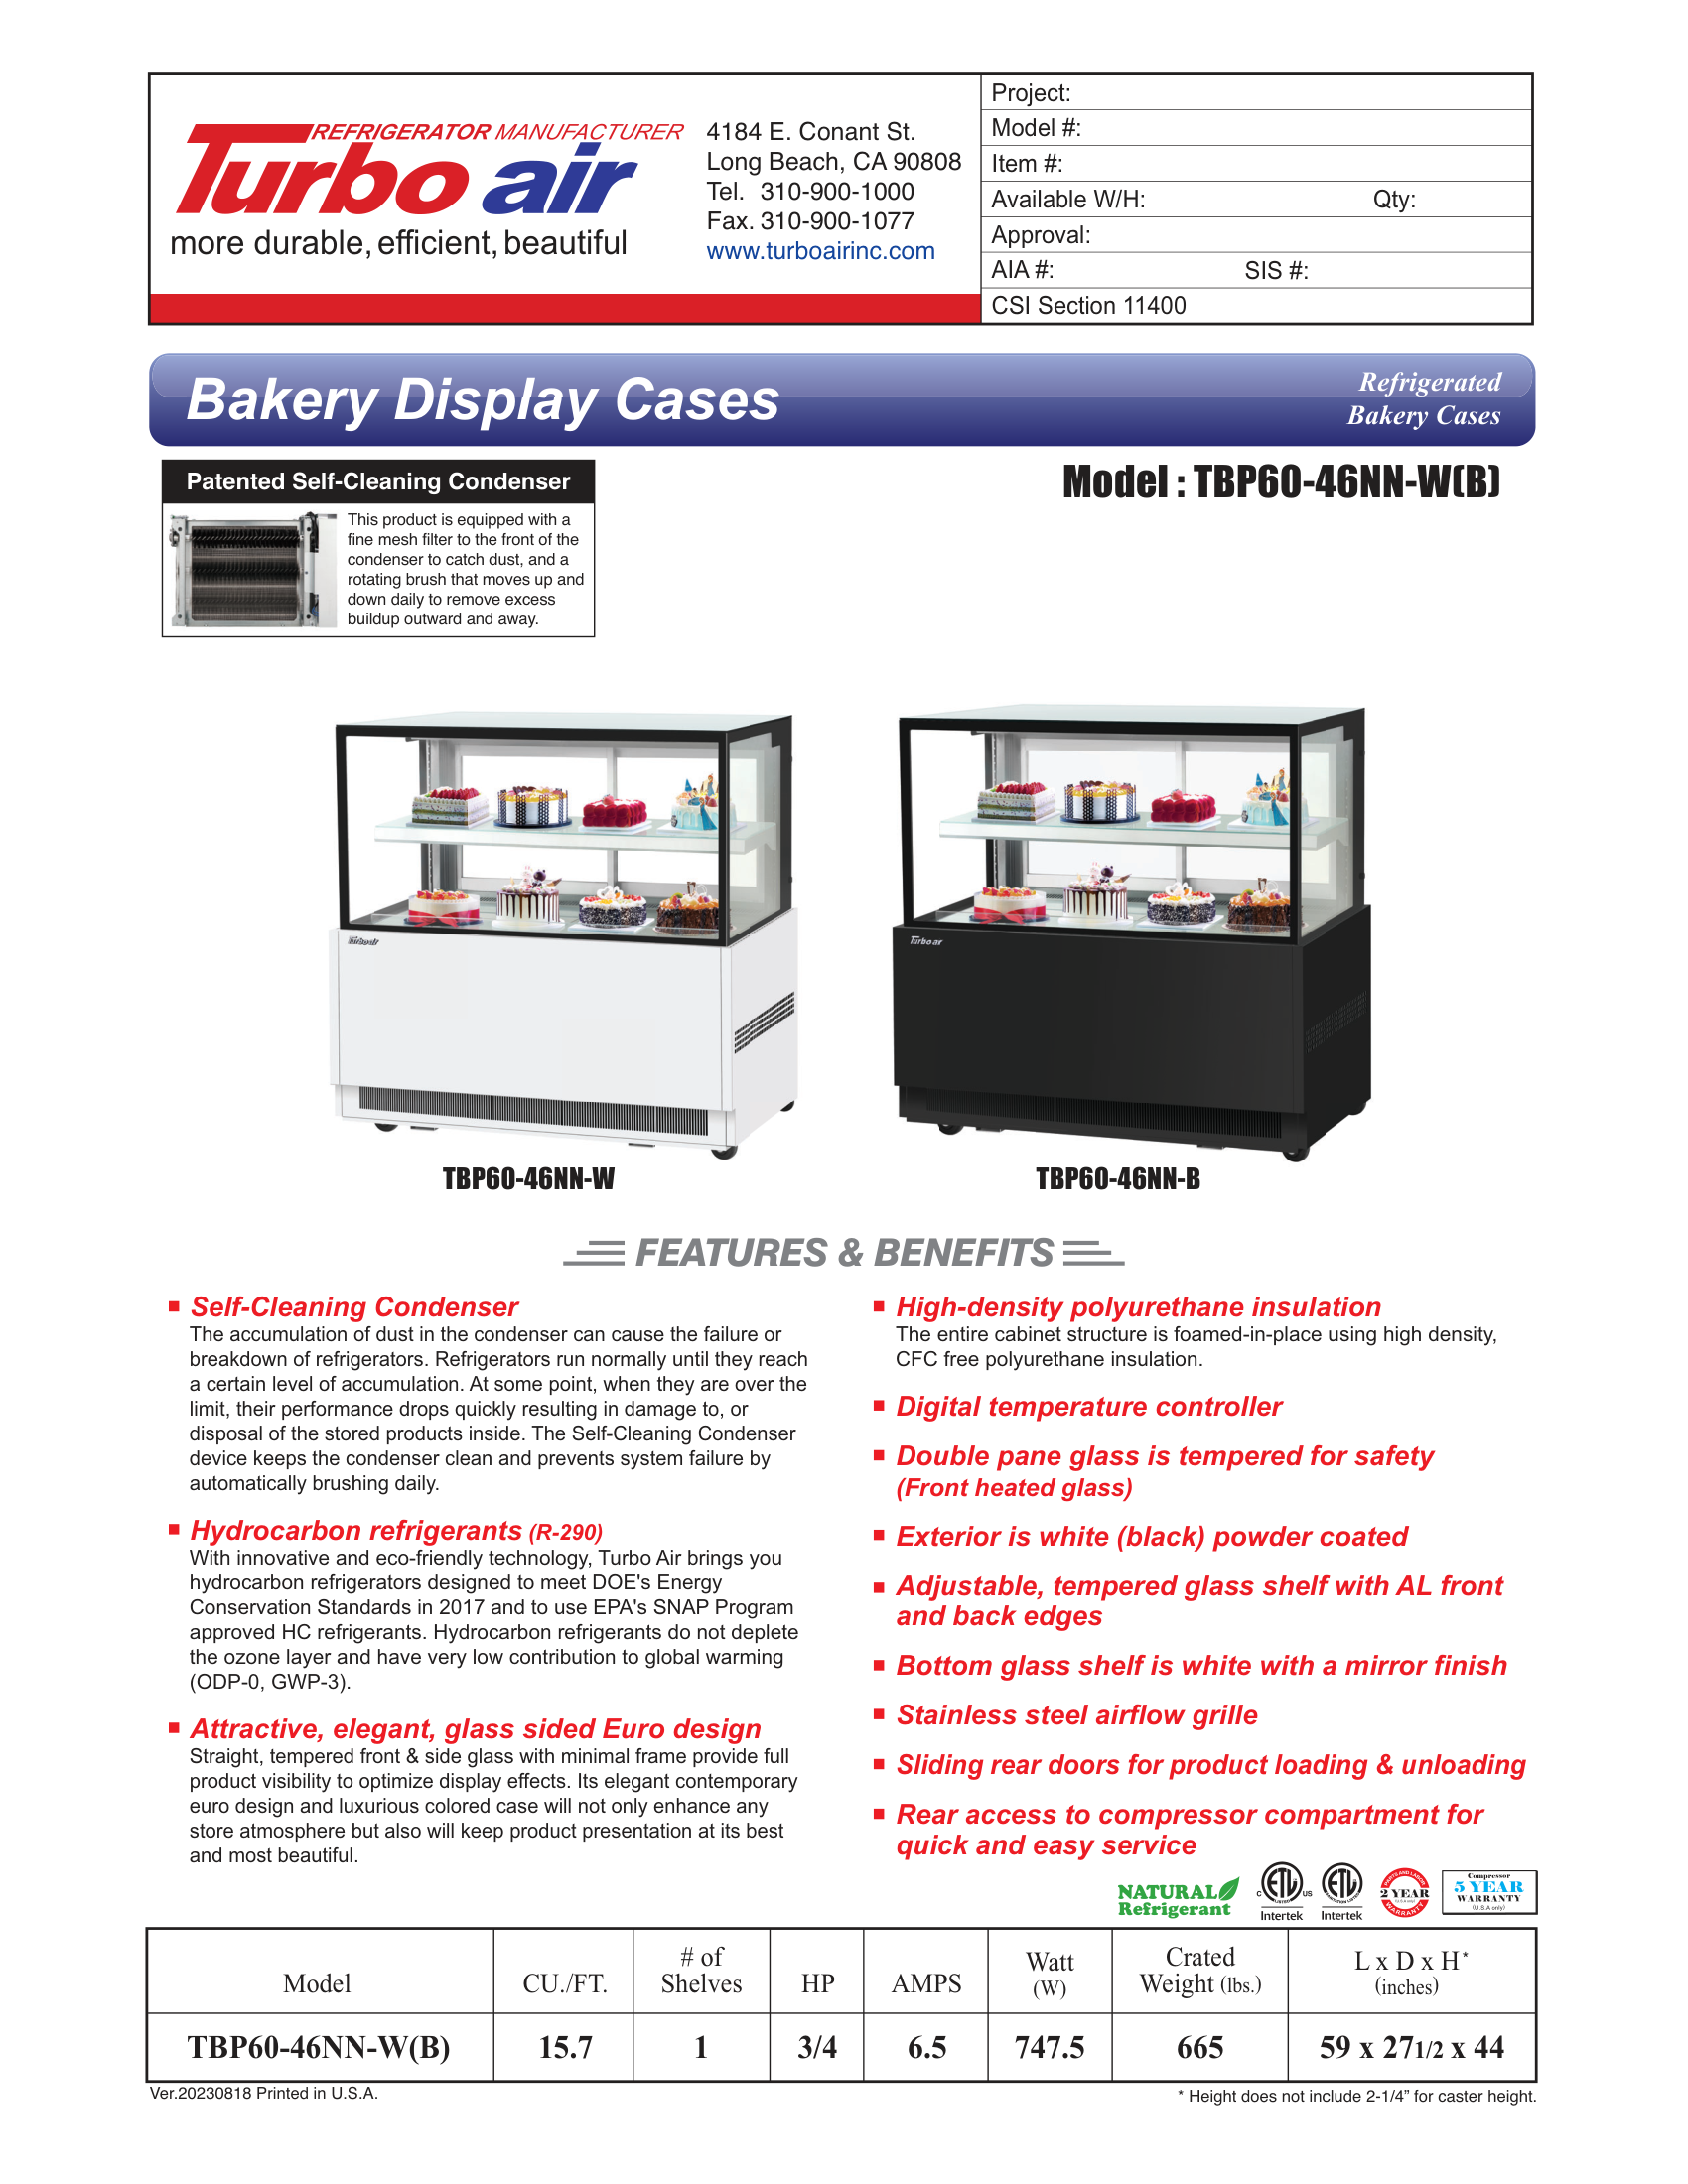 REFRIGERATOR MANUFACTURER
Turbo air
more durable, efficient, beautiful
4184 E. Conant St.
Long Beach, CA 90808
Tel. 310-900-1000
Fax. 310-900-1077
www.turboairinc.com
Project:
Model #:
Item #:
Available W/H: Qty:
Approval:
AIA #: SIS #:
CSI Section 11400
Bakery Display Cases
Refrigerated
Bakery Cases
Patented Self-Cleaning Condenser
This product is equipped with a
fine mesh filter to the front of the
condenser to catch dust, and a
rotating brush that moves up and
down daily to remove excess
buildup outward and away.
Model : TBP60-46NN-W(B)
Turbo air
Turbo air
TBP60-46NN-W
TBP60-46NN-B
FEATURES & BENEFITS
Self-Cleaning Condenser
The accumulation of dust in the condenser can cause the failure or
breakdown of refrigerators. Refrigerators run normally until they reach
a certain level of accumulation. At some point, when they are over the
limit, their performance drops quickly resulting in damage to, or
disposal of the stored products inside. The Self-Cleaning Condenser
device keeps the condenser clean and prevents system failure by
automatically brushing daily.
Hydrocarbon refrigerants (R-290)
With innovative and eco-friendly technology, Turbo Air brings you
hydrocarbon refrigerators designed to meet DOE's Energy
Conservation Standards in 2017 and to use EPA's SNAP Program
approved HC refrigerants. Hydrocarbon refrigerants do not deplete
the ozone layer and have very low contribution to global warming
(ODP-0, GWP-3).
Attractive, elegant, glass sided Euro design
Straight, tempered front & side glass with minimal frame provide full
product visibility to optimize display effects. Its elegant contemporary
euro design and luxurious colored case will not only enhance any
store atmosphere but also will keep product presentation at its best
and most beautiful.
High-density polyurethane insulation
The entire cabinet structure is foamed-in-place using high density,
CFC free polyurethane insulation.
Digital temperature controller
Double pane glass is tempered for safety
(Front heated glass)
Exterior is white (black) powder coated
Adjustable, tempered glass shelf with AL front
and back edges
Bottom glass shelf is white with a mirror finish
Stainless steel airflow grille
Sliding rear doors for product loading & unloading
Rear access to compressor compartment for
quick and easy service
NATURAL
Refrigerant
C ETL US
LISTED
Intertek
ETL
Intertek
PARTS AND LABOR
2 YEAR
(U.S.A only)
WARRANTY
Compressor
5 YEAR
WARRANTY
(U.S.A only)
Model CU./FT. # of Shelves HP AMPS Watt (W) Crated Weight (lbs.) L x D x H* (inches)
TBP60-46NN-W(B) 15.7 1 3/4 6.5 747.5 665 59 x 271/2 x 44
Ver.20230818 Printed in U.S.A.
* Height does not include 2-1/4” for caster height.